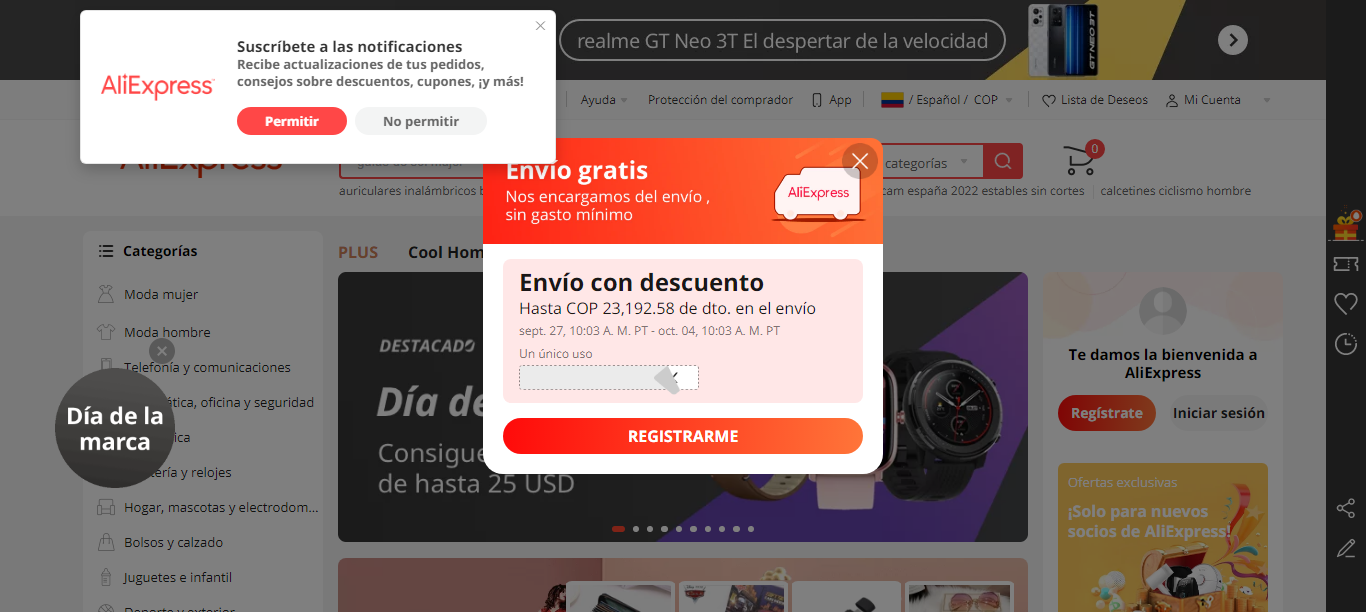 realme GT Neo 3T El despertar de la velocidad
GT NEO 3T
Suscríbete a las notificaciones
Recibe actualizaciones de tus pedidos,
consejos sobre descuentos, cupones, ¡y más!
AliExpress
Permitir
No permitir
Ayuda
Protección del comprador
App
/ Español / COP
Lista de Deseos
Mi Cuenta
AliExpress
categorías
0
auriculares inalámbricos
cam españa 2022 estables sin cortes
calcetines ciclismo hombre
Envío gratis
Nos encargamos del envío ,
sin gasto mínimo
AliExpress
Envío con descuento
Hasta COP 23,192.58 de dto. en el envío
sept. 27, 10:03 A. M. PT - oct. 04, 10:03 A. M. PT
Un único uso
REGISTRARME
Categorías
Moda mujer
Moda hombre
Telefonía y comunicaciones
ática, oficina y seguridad
ica
tería y relojes
Hogar, mascotas y electrodom...
Bolsos y calzado
Juguetes e infantil
Deporte y exterior
Día de la
marca
PLUS
Cool Hom
DESTACADO
Día de
Consigue
de hasta 25 USD
Te damos la bienvenida a
AliExpress
Regístrate
Iniciar sesión
Ofertas exclusivas
¡Solo para nuevos
socios de AliExpress!